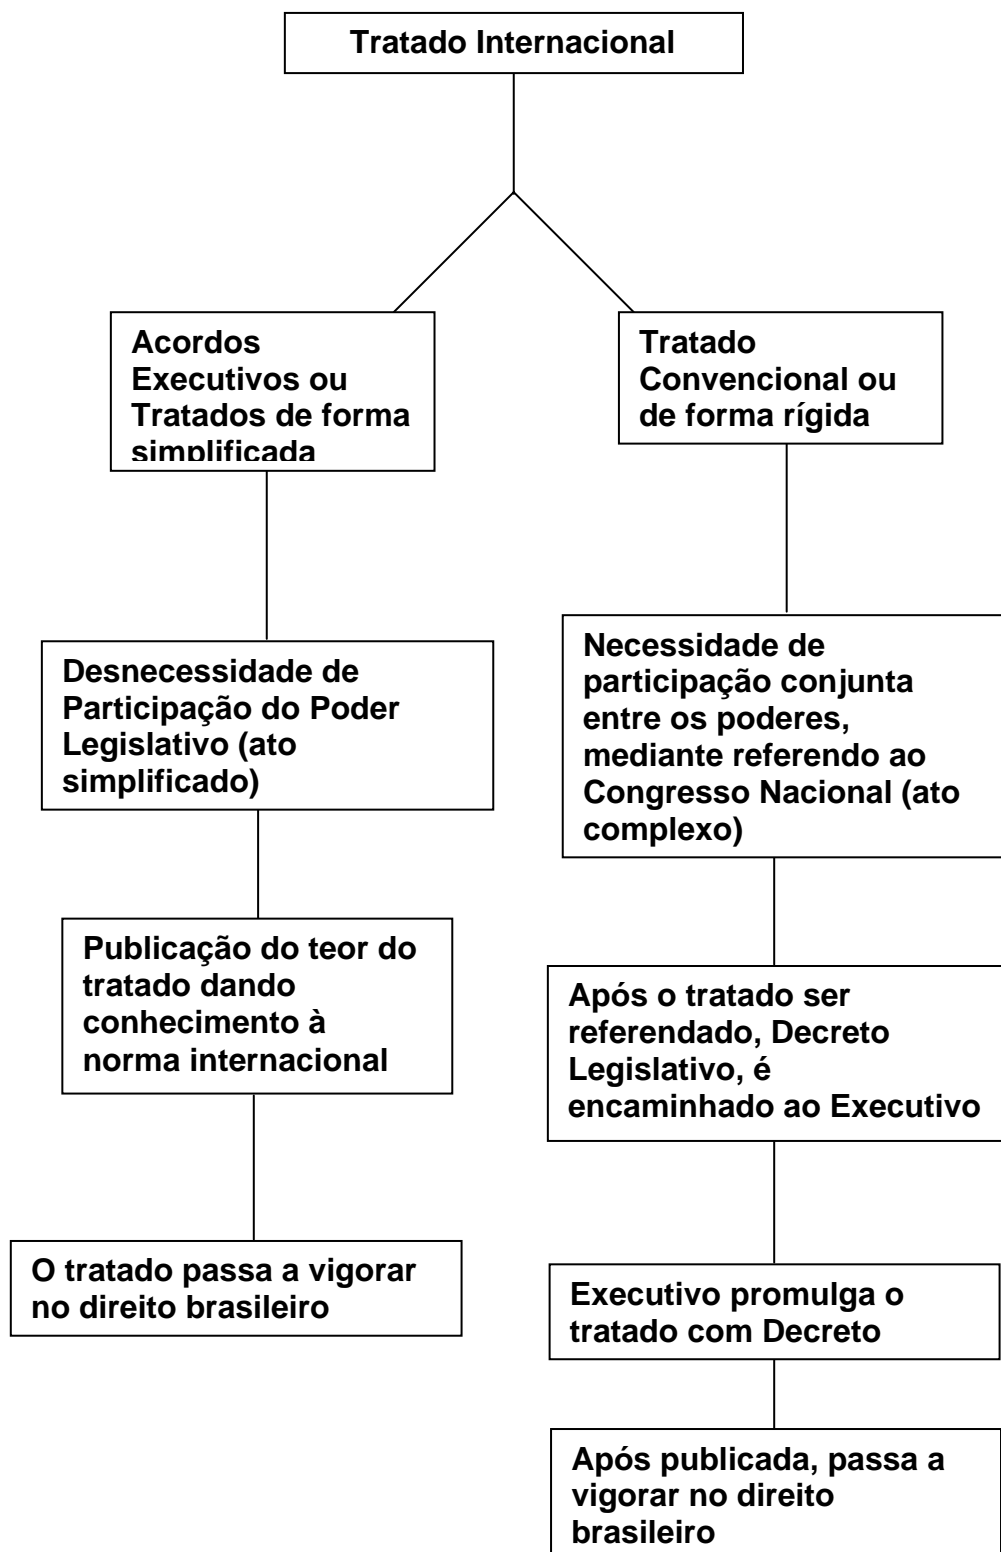 Tratado Internacional
Acordos
Executivos ou
Tratados de forma
simplificada
Desnecessidade de
Participação do Poder
Legislativo (ato
simplificado)
Publicação do teor do
tratado dando
conhecimento à
norma internacional
O tratado passa a vigorar
no direito brasileiro
Tratado
Convencional ou
de forma rígida
Necessidade de
participação conjunta
entre os poderes,
mediante referendo ao
Congresso Nacional (ato
complexo)
Após o tratado ser
referendado, Decreto
Legislativo, é
encaminhado ao Executivo
Executivo promulga o
tratado com Decreto
Após publicada, passa a
vigorar no direito
brasileiro